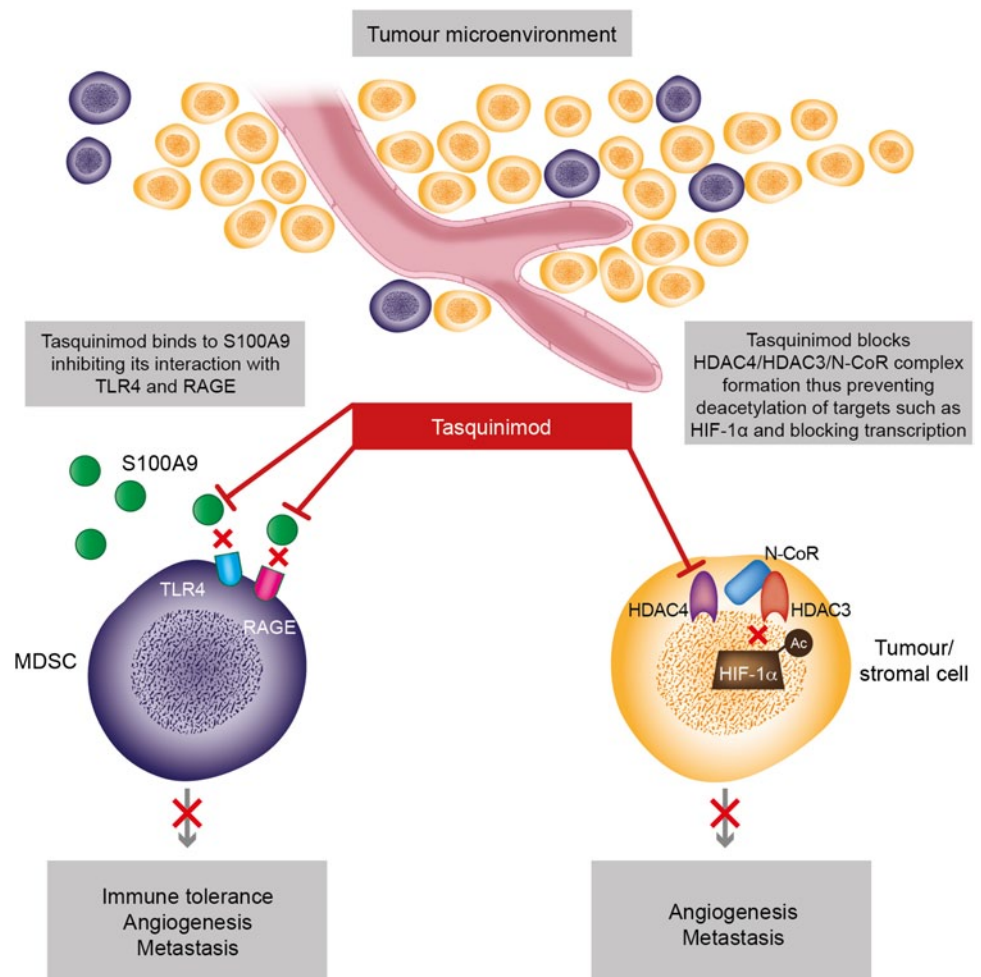 Tumour microenvironment
Tasquinimod binds to S100A9
inhibiting its interaction with
TLR4 and RAGE
Tasquinimod blocks
HDAC4/HDAC3/N-CoR complex
formation thus preventing
deacetylation of targets such as
HIF-1α and blocking transcription
Tasquinimod
S100A9
TLR4
RAGE
MDSC
N-CoR
HDAC4
HDAC3
Ac
HIF-1α
Tumour/
stromal cell
Immune tolerance
Angiogenesis
Metastasis
Angiogenesis
Metastasis